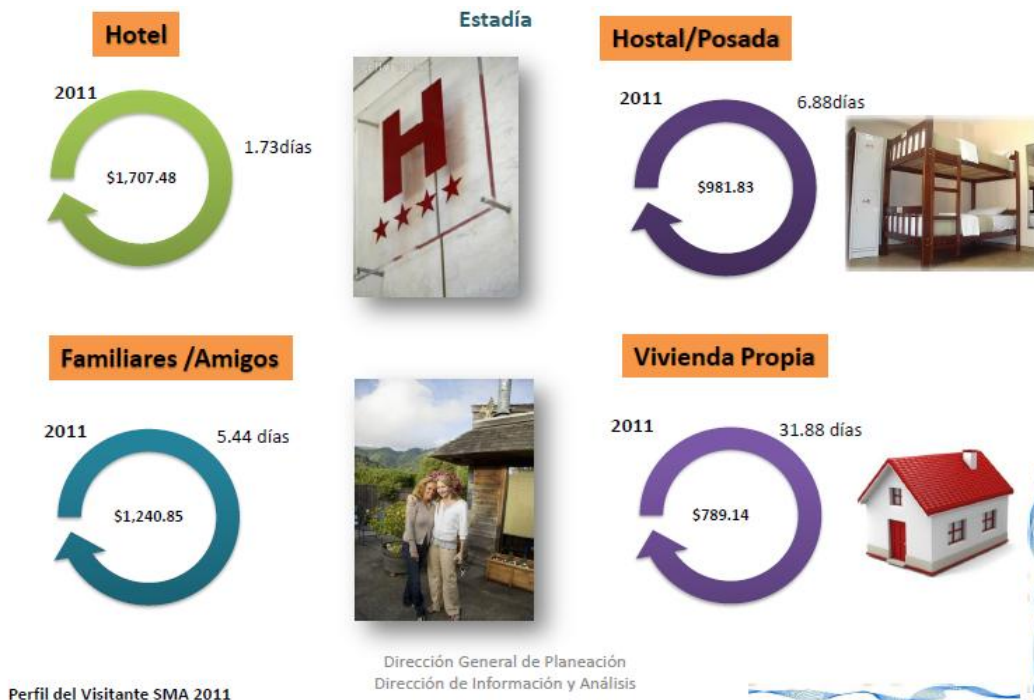 Estadía
Hotel
2011
1.73días
$1,707.48
H
Hostal/Posada
2011
6.88días
$981.83
Familiares /Amigos
2011
5.44 días
$1,240.85
Vivienda Propia
2011
31.88 días
$789.14
Dirección General de Planeación
Dirección de Información y Análisis
Perfil del Visitante SMA 2011